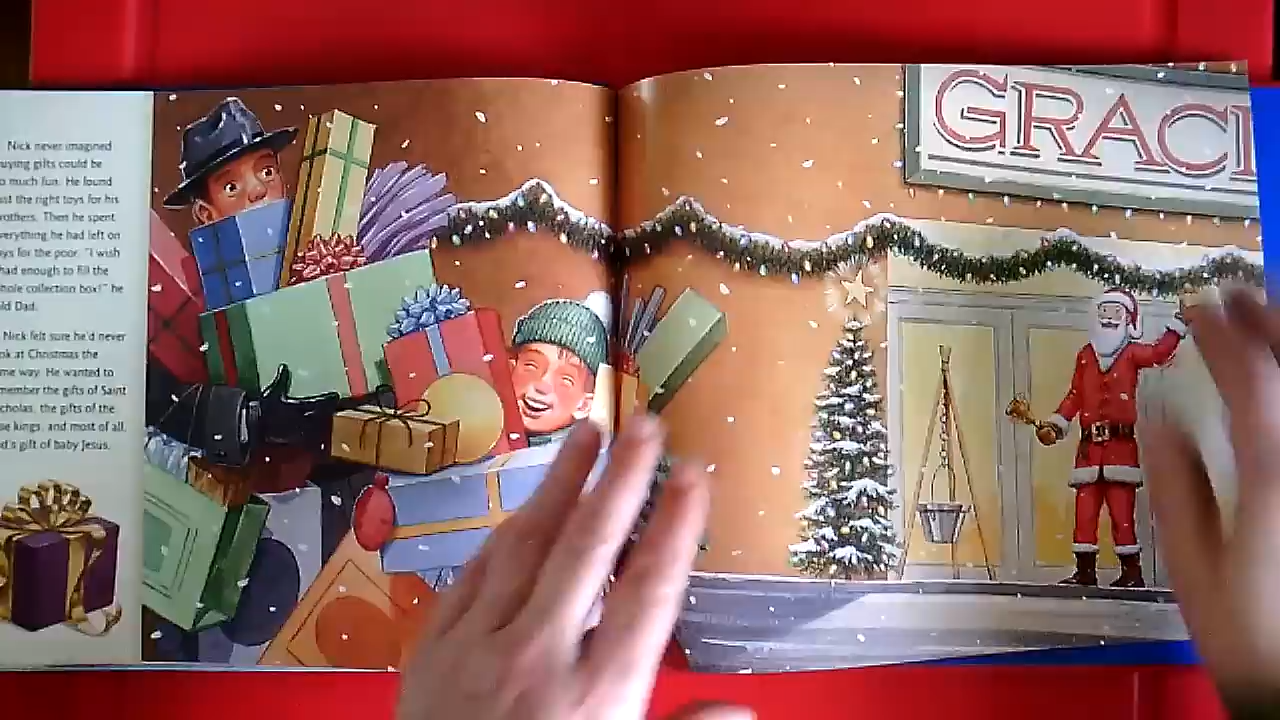 Nick never imagined
uying gifts could be
o much fun. He found
ust the right toys for his
rothers. Then he spent
verything he had left on
oys for the poor. "I wish
had enough to fill the
hole collection box!" he
ld Dad.
Nick felt sure he'd never
ok at Christmas the
me way. He wanted to
member the gifts of Saint
cholas, the gifts of the
se kings, and most of all,
d's gift of baby Jesus.
GRACI